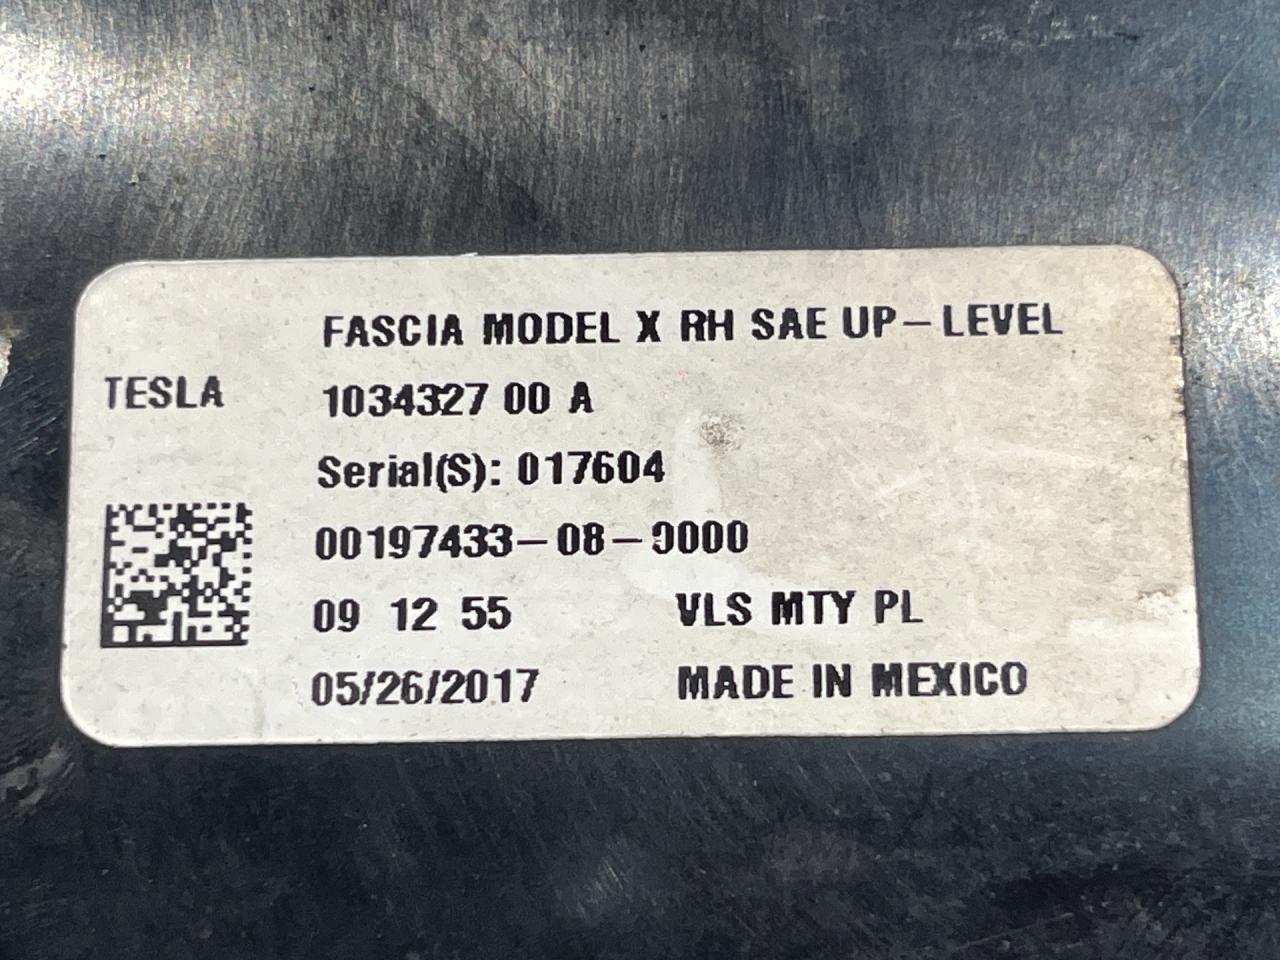 FASCIA MODEL X RH SAE UP-LEVEL
TESLA
1034327 00 A
Serial(S): 017604
00197433-08-0000
09 12 55
VLS MTY PL
05/26/2017
MADE IN MEXICO